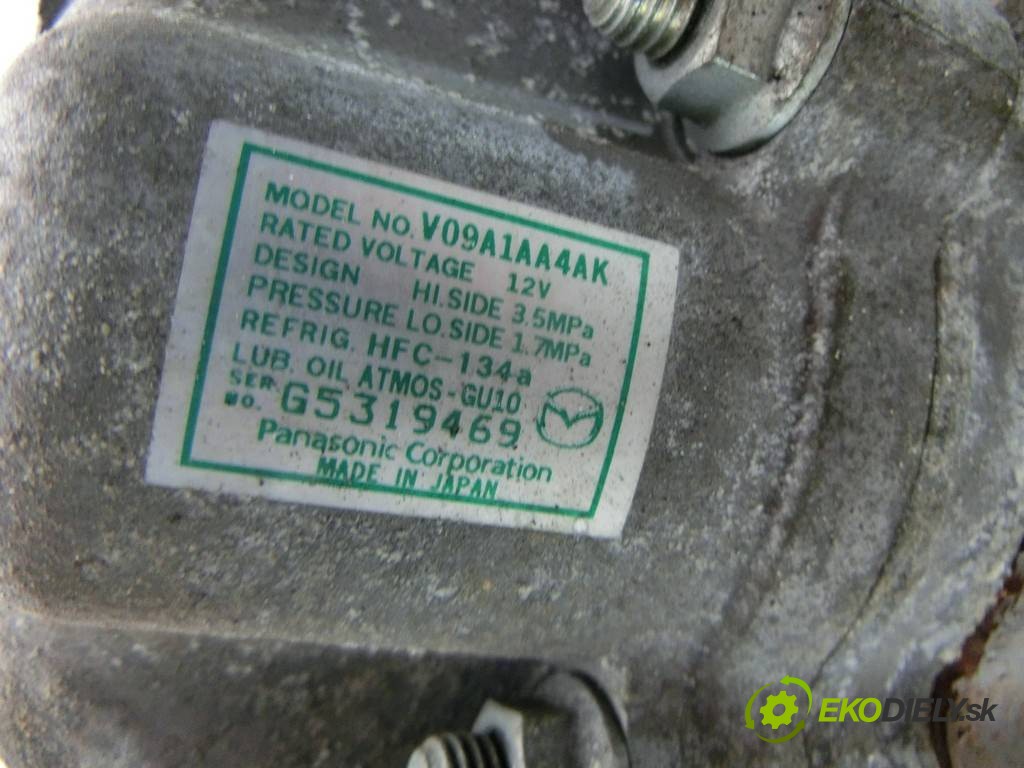 MODEL NO. V09A1AA4AK
RATED VOLTAGE 12V
DESIGN HI.SIDE 3.5MPa
PRESSURE LO.SIDE 1.7MPa
REFRIG. HFC-134a
LUB. OIL ATMOS-GU10
SER. NO. G5319469
Panasonic Corporation
MADE IN JAPAN
EKODIELY.sk